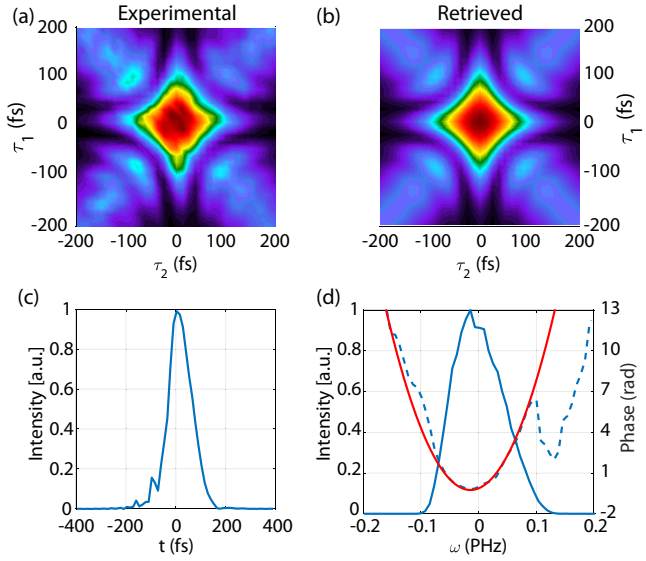 (a) Experimental
(b) Retrieved
200
100
0
-100
200
τ1 (fs)
-200 -100 0 100 200
τ2 (fs)
200
100
0
-100
-200
τ1 (fs)
-200 -100 0 100 200
τ2 (fs)
(c)
1
0.8
0.6
0.4
0.2
0
Intensity [a.u.]
-400 -200 0 200 400
t (fs)
(d)
1
0.8
0.6
0.4
0.2
0
Intensity [a.u.]
13
10
7
4
1
-2
Phase (rad)
-0.2 -0.1 0 0.1 0.2
ω (PHz)